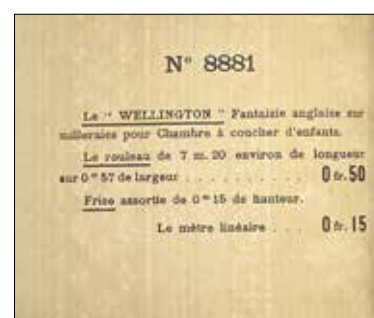 N° 8881
Le " WELLINGTON " Fantaisie anglaise sur
milleraies pour Chambre à coucher d'enfants.
Le rouleau de 7 m. 20 environ de longueur
sur 0 m 57 de largeur . . . . . . . . . . 0 fr. 50
Frise assortie de 0 m 15 de hauteur.
Le mètre linéaire . . . 0 fr. 15